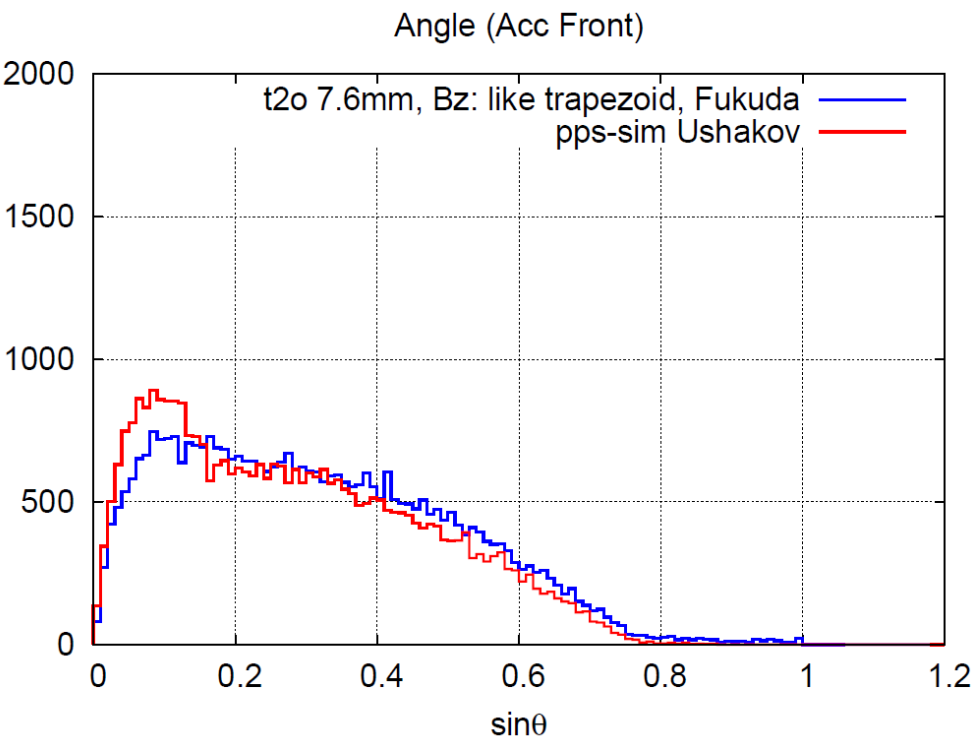 Angle (Acc Front)
2000
t2o 7.6mm, Bz: like trapezoid, Fukuda
pps-sim Ushakov
1500
1000
500
0
0 0.2 0.4 0.6 0.8 1 1.2
sinθ